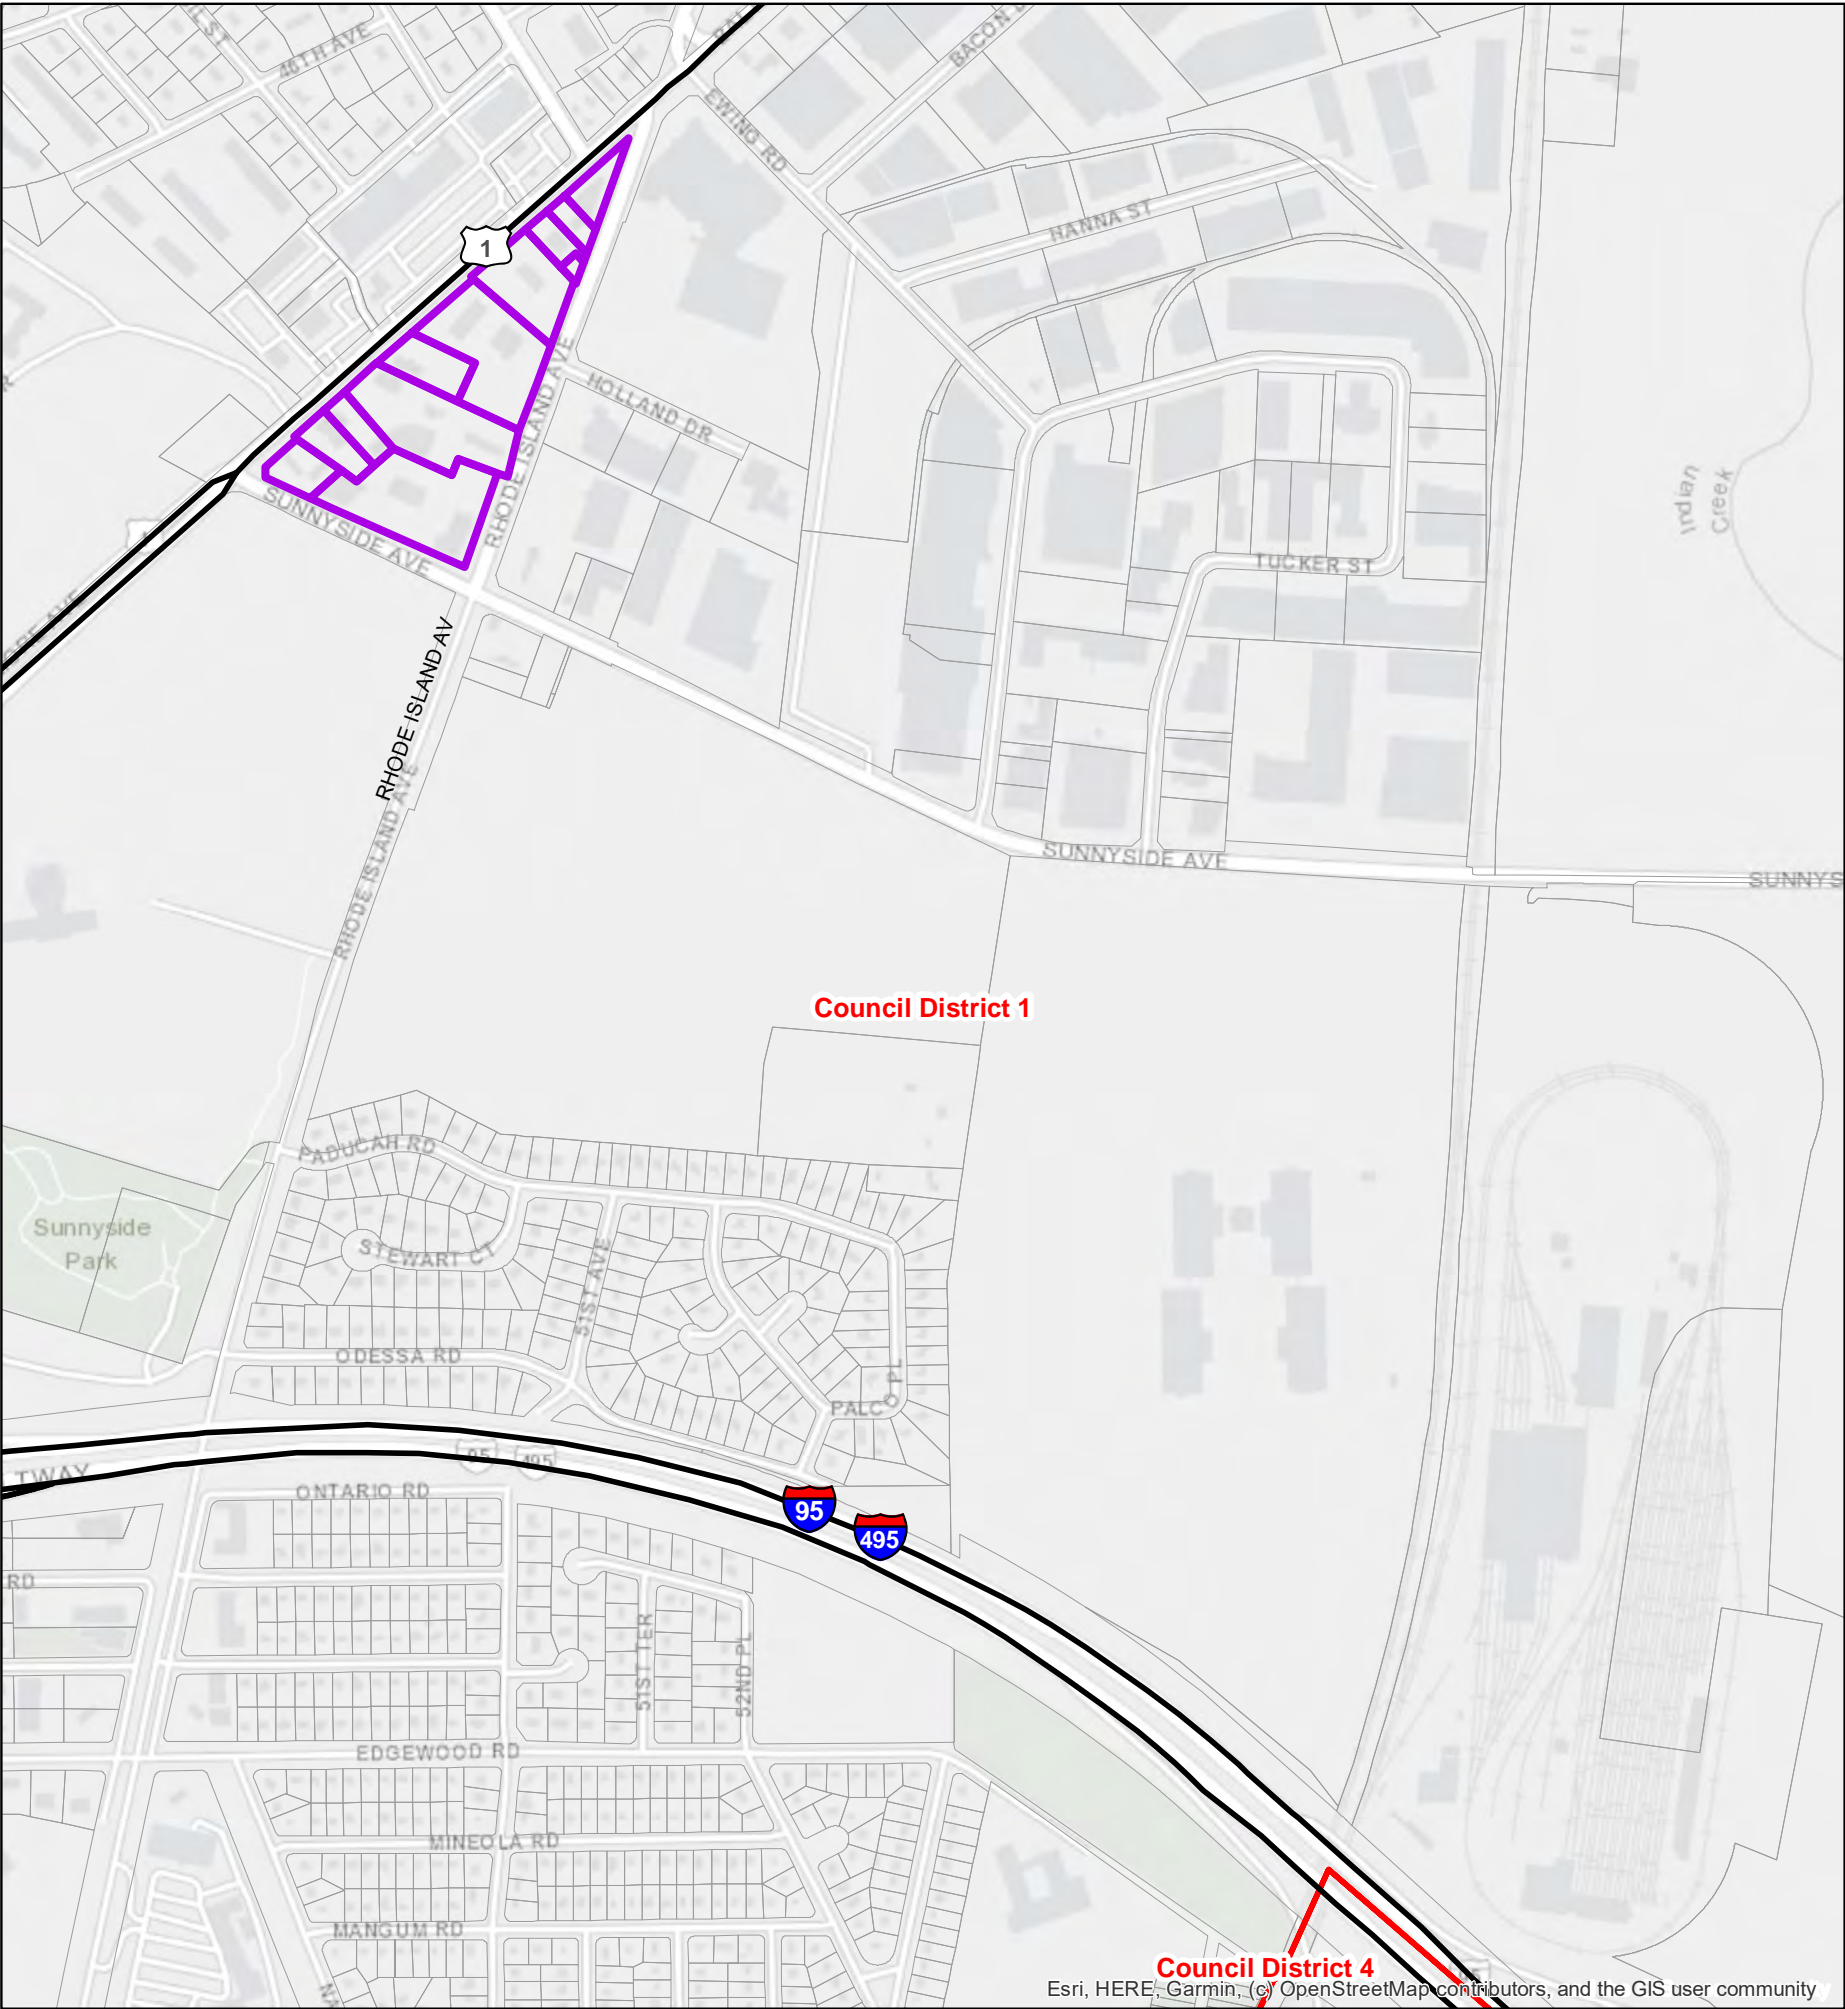 46TH AVE
BACON
EWING RD
1
HANNA ST
RHODE ISLAND AVE
HOLLAND DR
SUNNYSIDE AVE
Indian
Creek
TUCKER ST
RHODE ISLAND AV
RHODE ISLAND AVE
SUNNYSIDE AVE
SUNNYS
Council District 1
PADUCAH RD
Sunnyside
Park
STEWART CT
51ST AVE
ODESSA RD
PALCO PL
95
495
TWAY
ONTARIO RD
95
495
RD
51ST TER
52ND PL
EDGEWOOD RD
MINEOLA RD
MANGUM RD
Council District 4
Esri, HERE, Garmin, (c) OpenStreetMap contributors, and the GIS user community